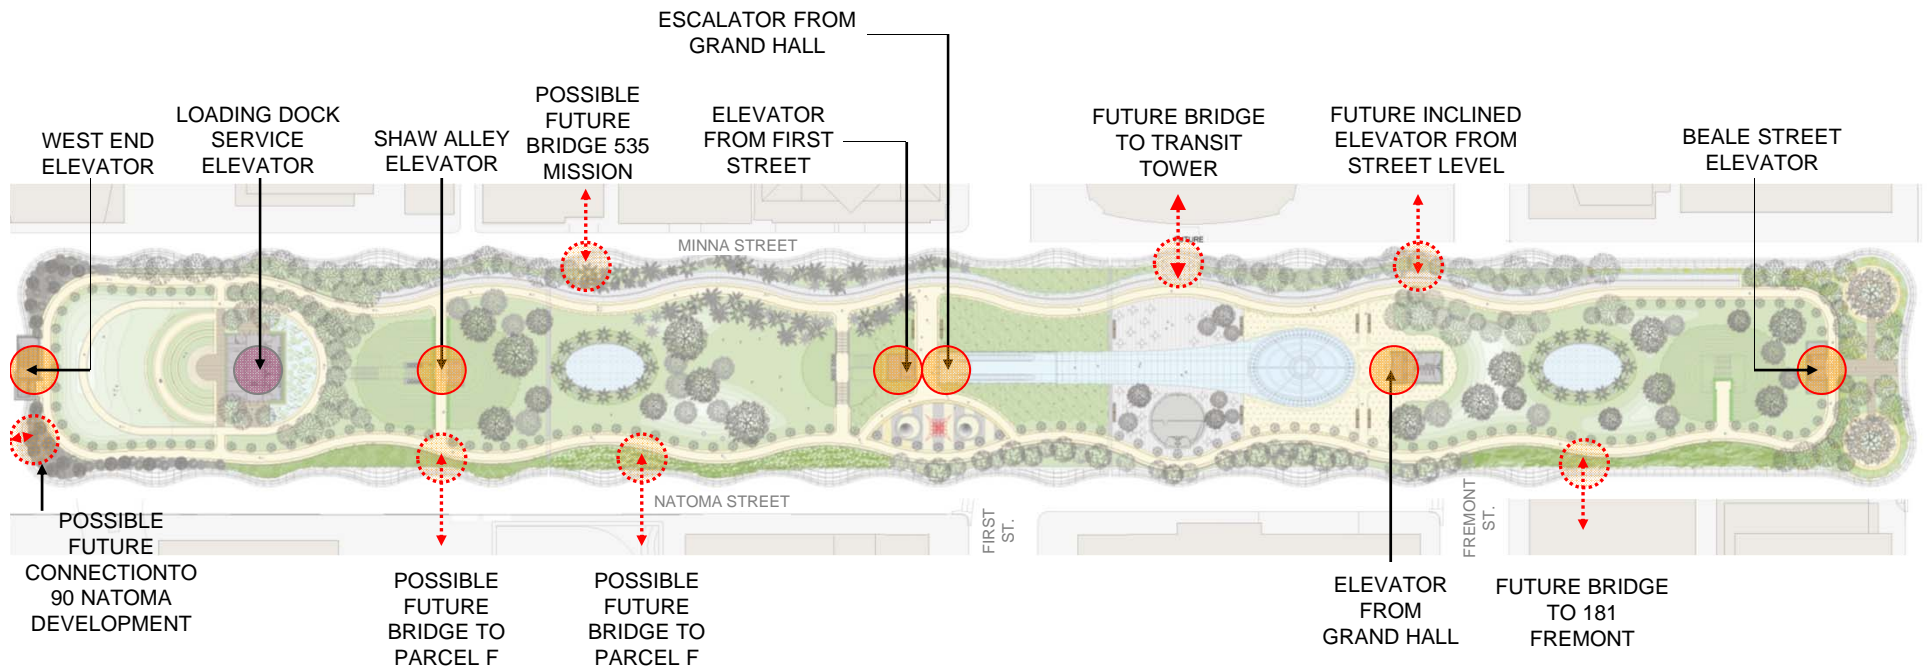 ESCALATOR FROM
GRAND HALL
WEST END
ELEVATOR
LOADING DOCK
SERVICE
ELEVATOR
SHAW ALLEY
ELEVATOR
POSSIBLE
FUTURE
BRIDGE 535
MISSION
ELEVATOR
FROM FIRST
STREET
FUTURE BRIDGE
TO TRANSIT
TOWER
FUTURE INCLINED
ELEVATOR FROM
STREET LEVEL
BEALE STREET
ELEVATOR
MINNA STREET
FUTURE
NATOMA STREET
FIRST
ST.
FREMONT
ST.
POSSIBLE
FUTURE
CONNECTIONTO
90 NATOMA
DEVELOPMENT
POSSIBLE
FUTURE
BRIDGE TO
PARCEL F
POSSIBLE
FUTURE
BRIDGE TO
PARCEL F
ELEVATOR
FROM
GRAND HALL
FUTURE BRIDGE
TO 181
FREMONT